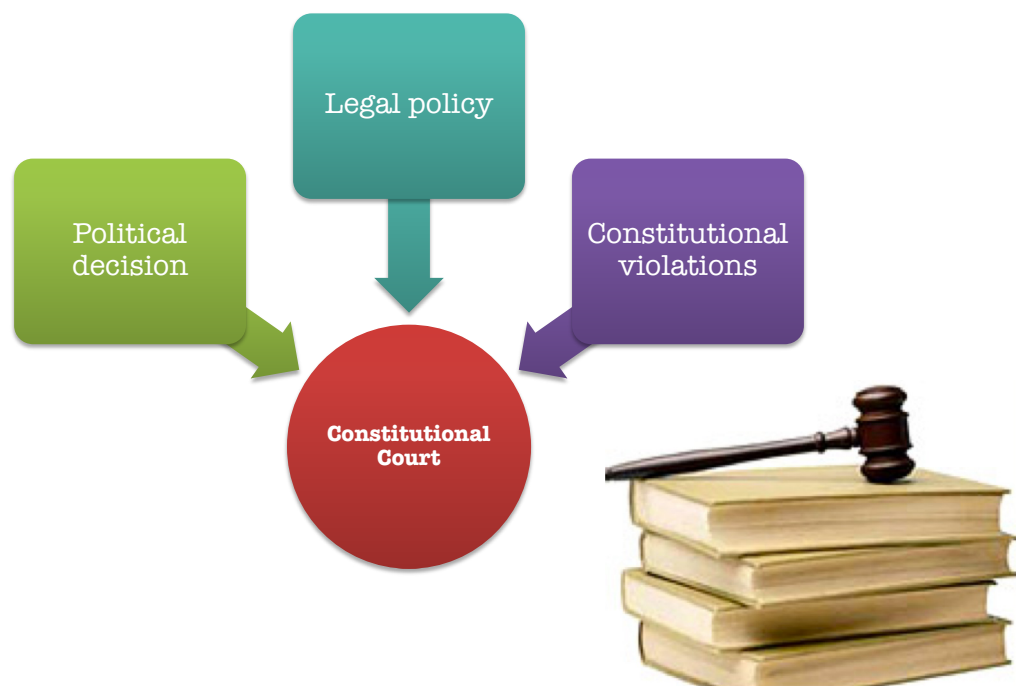 Legal policy
Political
decision
Constitutional
violations
Constitutional
Court